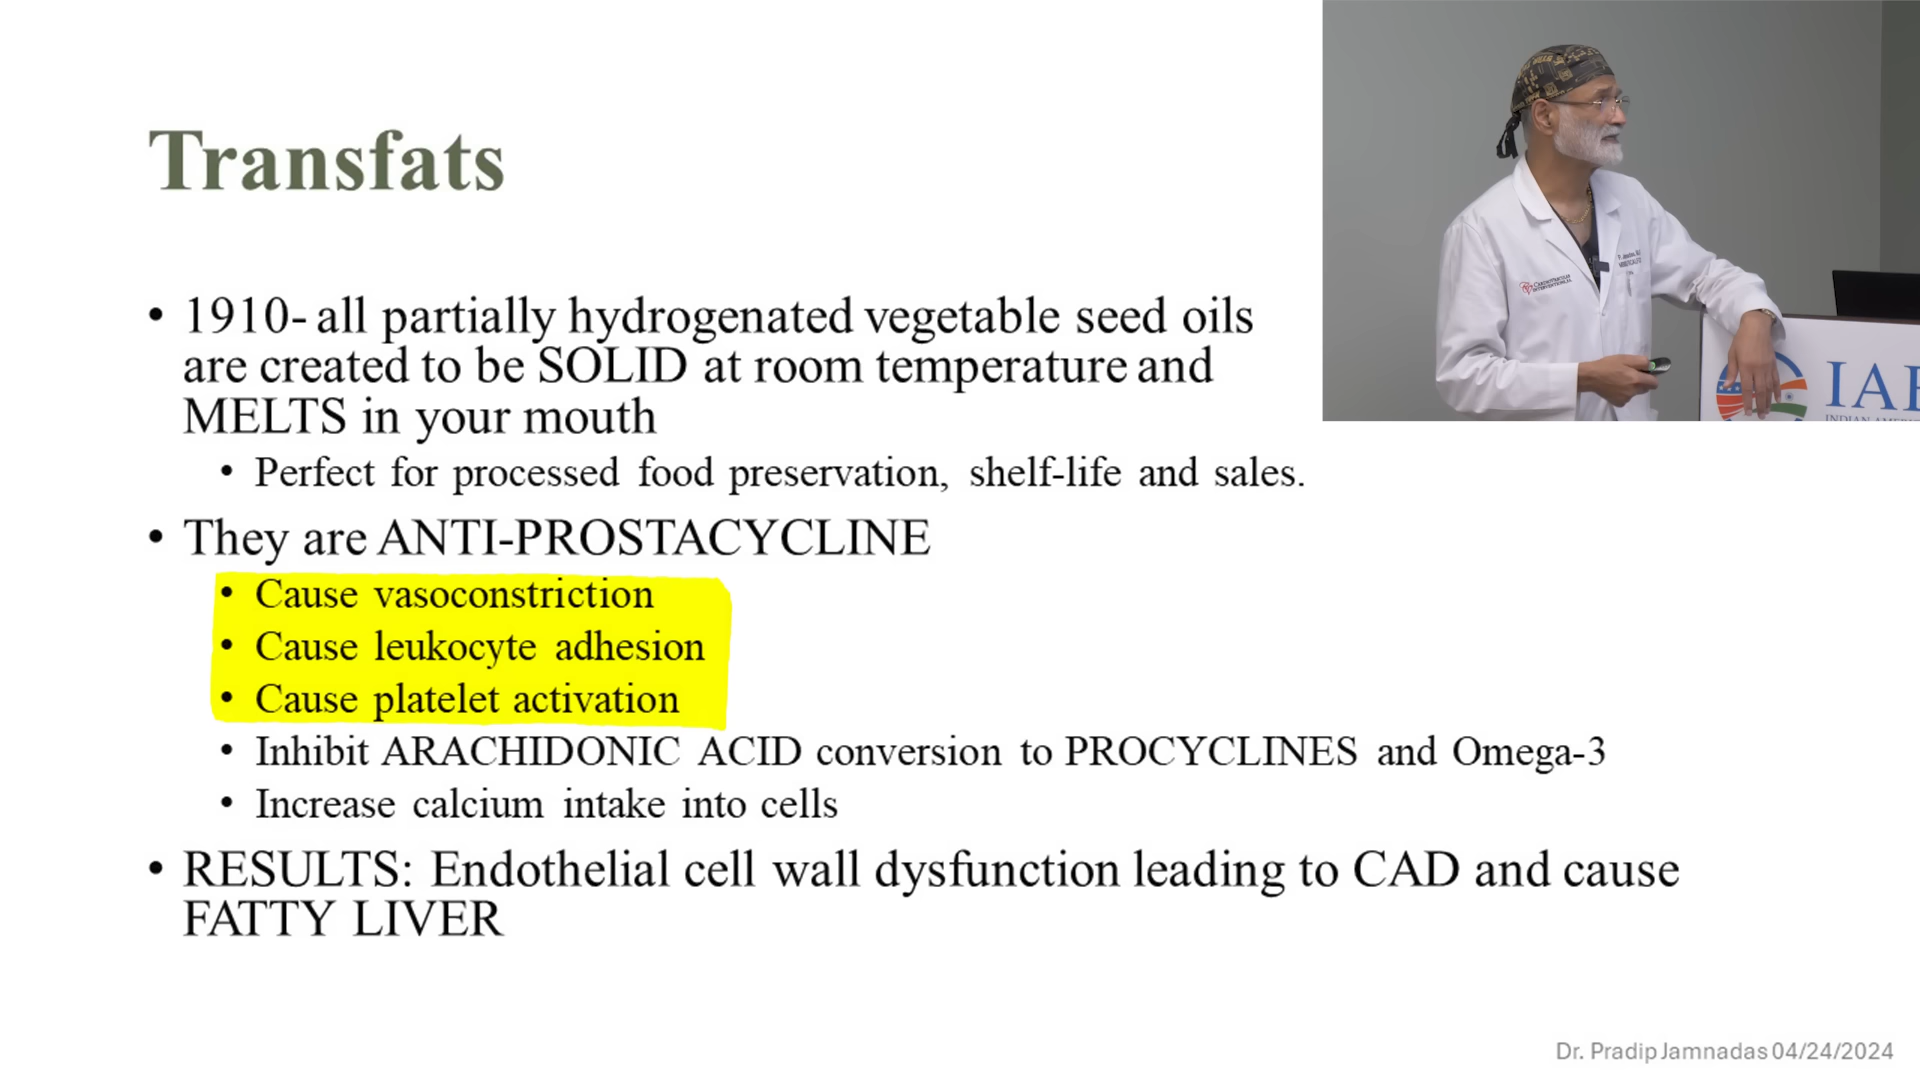 Transfats
• 1910- all partially hydrogenated vegetable seed oils
are created to be SOLID at room temperature and
MELTS in your mouth
• Perfect for processed food preservation, shelf-life and sales.
• They are ANTI-PROSTACYCLINE
• Cause vasoconstriction
• Cause leukocyte adhesion
• Cause platelet activation
• Inhibit ARACHIDONIC ACID conversion to PROCYCLINES and Omega-3
• Increase calcium intake into cells
• RESULTS: Endothelial cell wall dysfunction leading to CAD and cause
FATTY LIVER
IAB
INDIAN AMERI
Dr. Pradip Jamnadas 04/24/2024